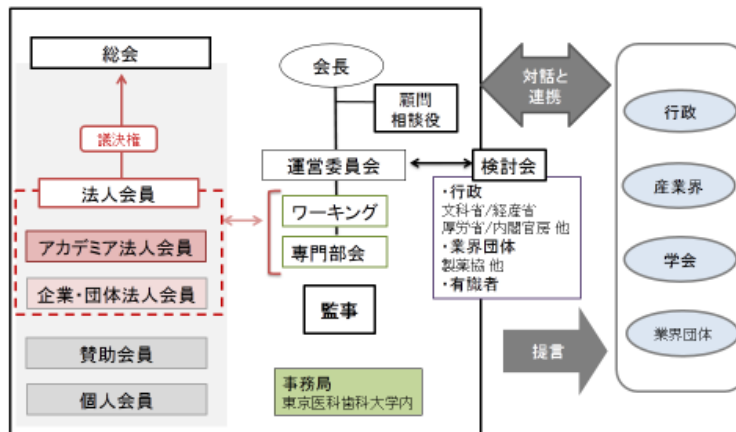 総会
議決権
法人会員
アカデミア法人会員
企業・団体法人会員
賛助会員
個人会員
会長
顧問
相談役
運営委員会
ワーキング
専門部会
監事
事務局
東京医科歯科大学内
検討会
・行政
文科省/経産省
厚労省/内閣官房 他
・業界団体
製薬協 他
・有識者
対話と
連携
提言
行政
産業界
学会
業界団体